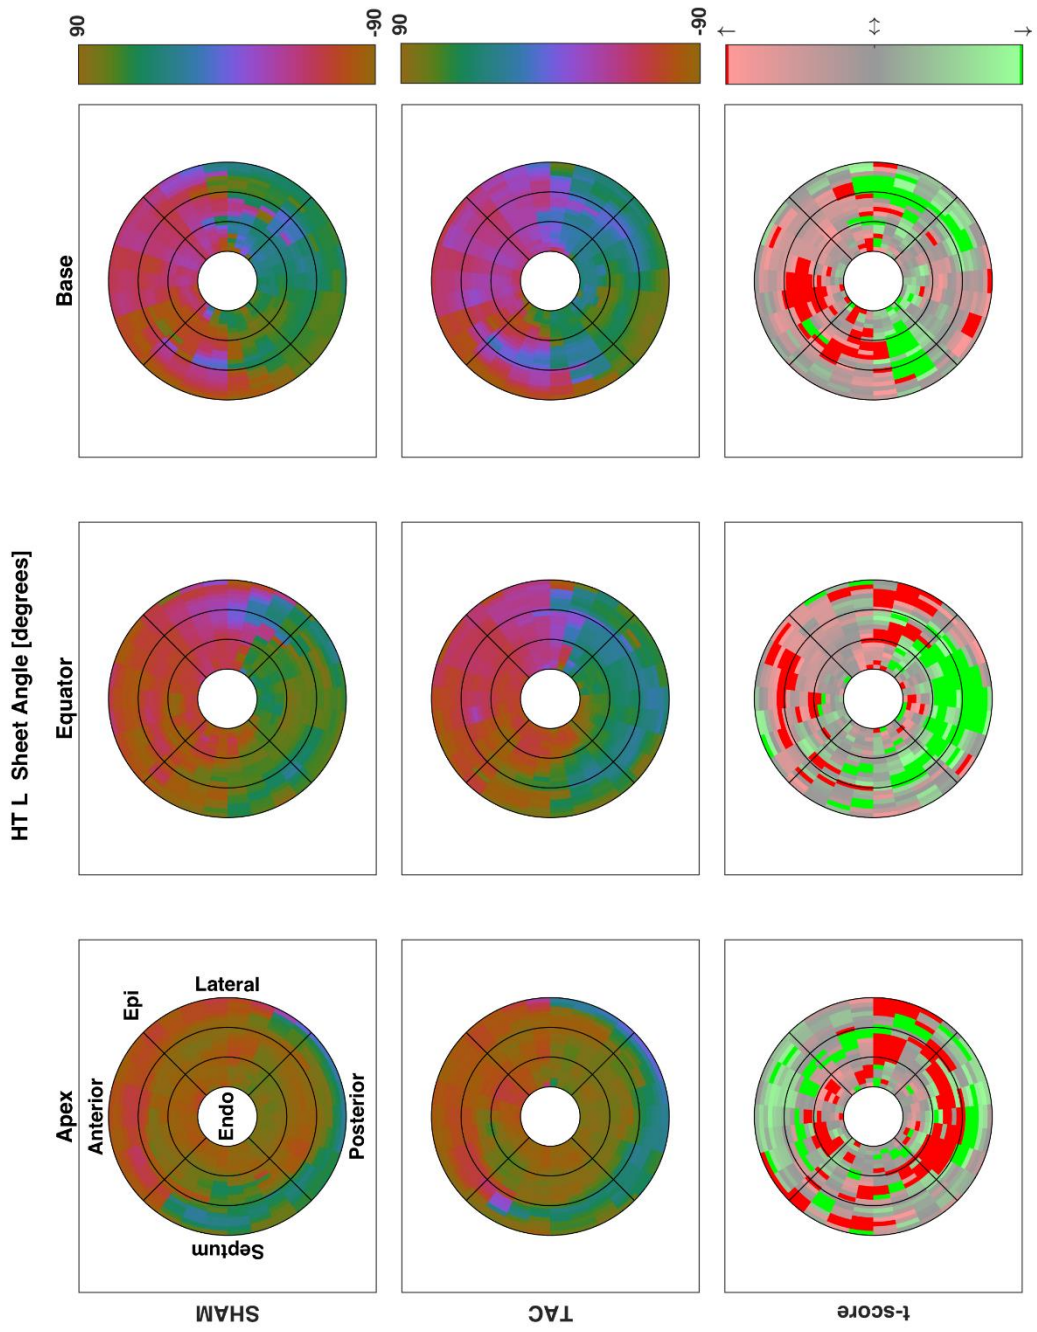 HT L Sheet Angle [degrees]
Apex
Equator
Base
SHAM
Anterior
Epi
Lateral
Endo
Septum
Posterior
90
-90
TAC
90
-90
t-score
↑
↔
↓